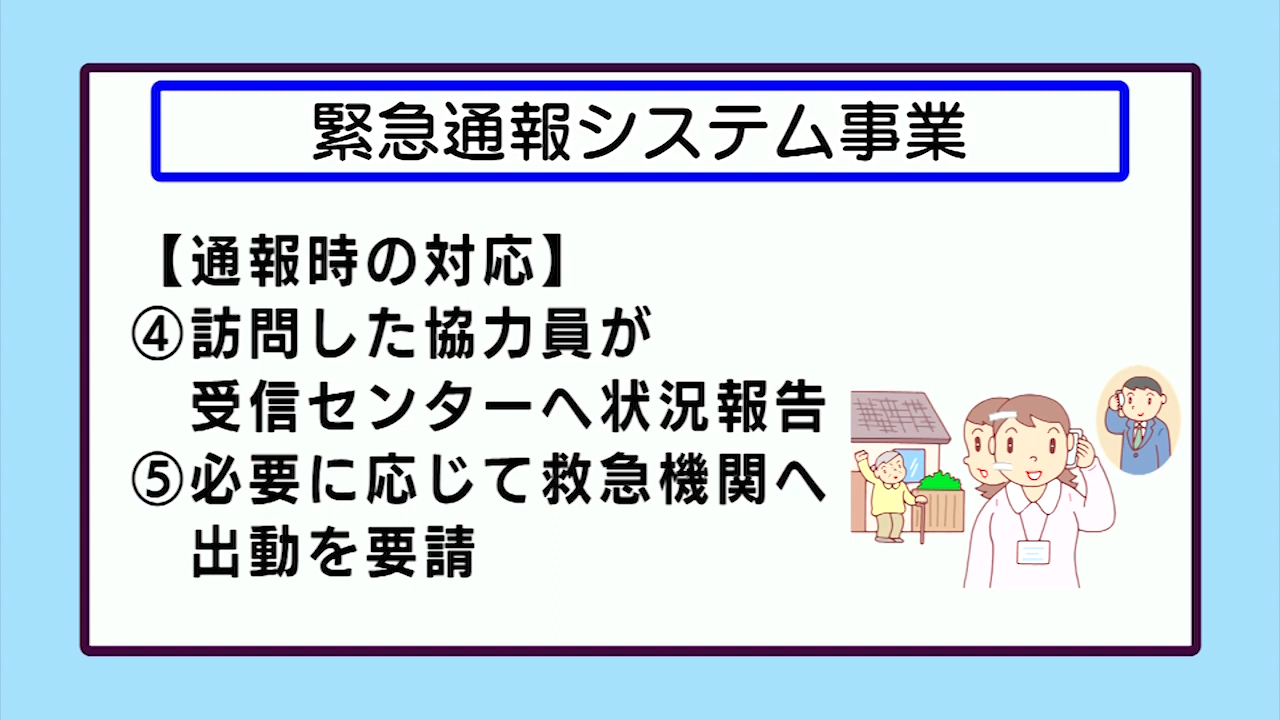 緊急通報システム事業
【通報時の対応】
④訪問した協力員が
受信センターへ状況報告
⑤必要に応じて救急機関へ
出動を要請